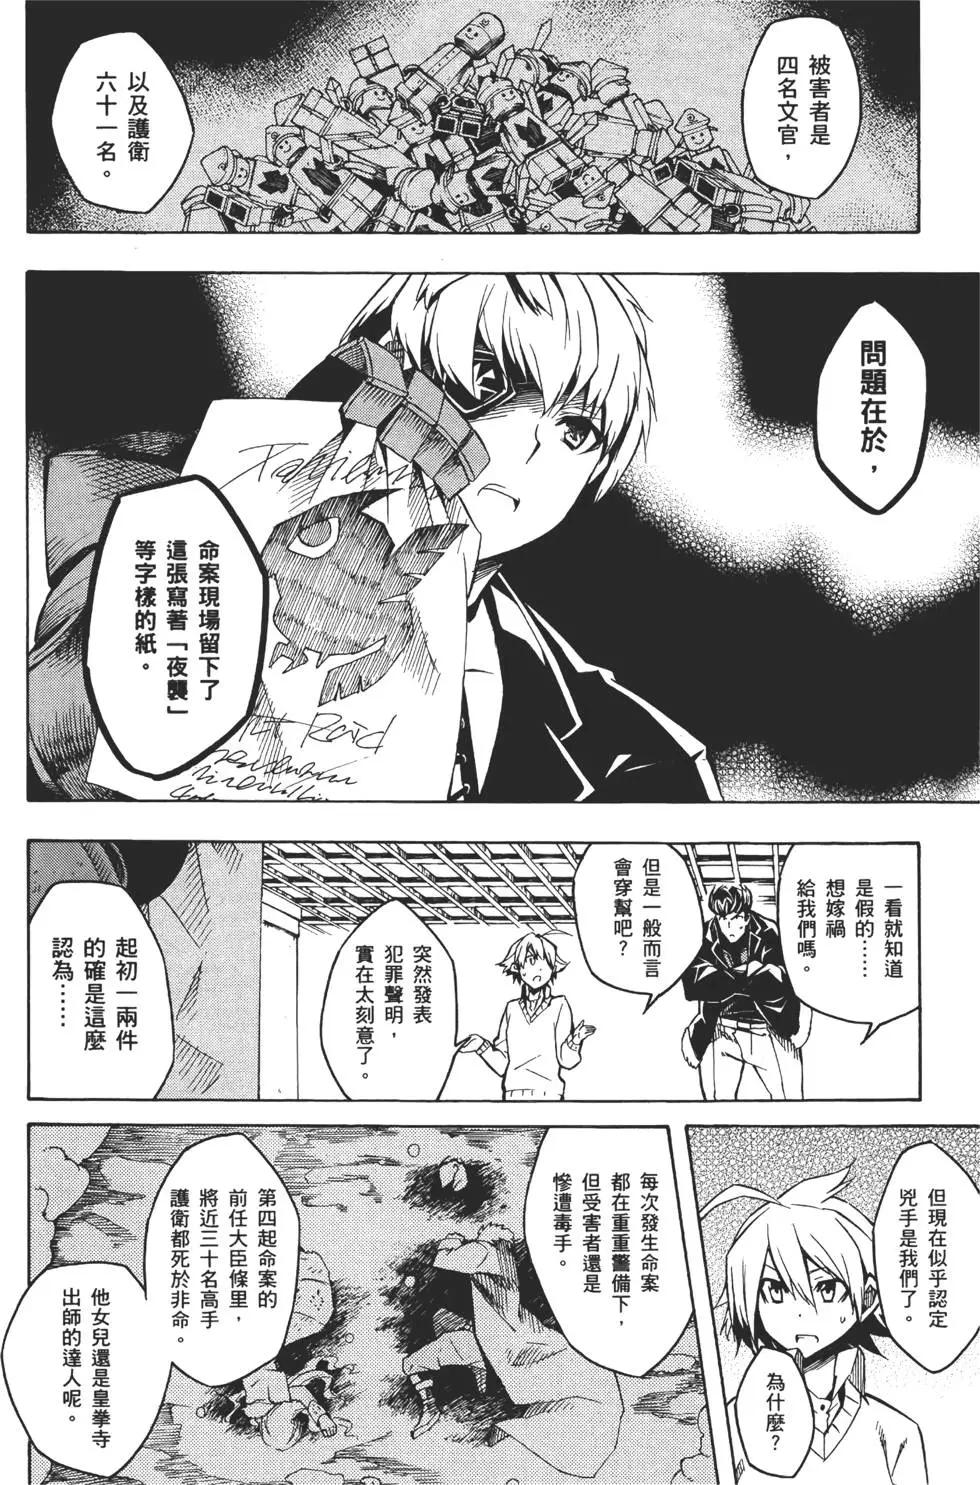 被害者是
四名文官，
以及護衛
六十一名。
問題在於，
命案現場留下了
這張寫著「夜襲」
等字樣的紙。
Raid
一看就知道
是假的……
想嫁禍
給我們嗎。
但是一般而言
會穿幫吧？
突然發表
犯罪聲明，
實在太刻意了。
起初一兩件
的確是這麼
認為……
但現在似乎認定
兇手是我們了。
為什麼？
每次發生命案
都在重重警備下，
但受害者還是
慘遭毒手。
第四起命案的
前任大臣條里，
將近三十名高手
護衛都死於非命。
他女兒還是皇拳寺
出師的達人呢。